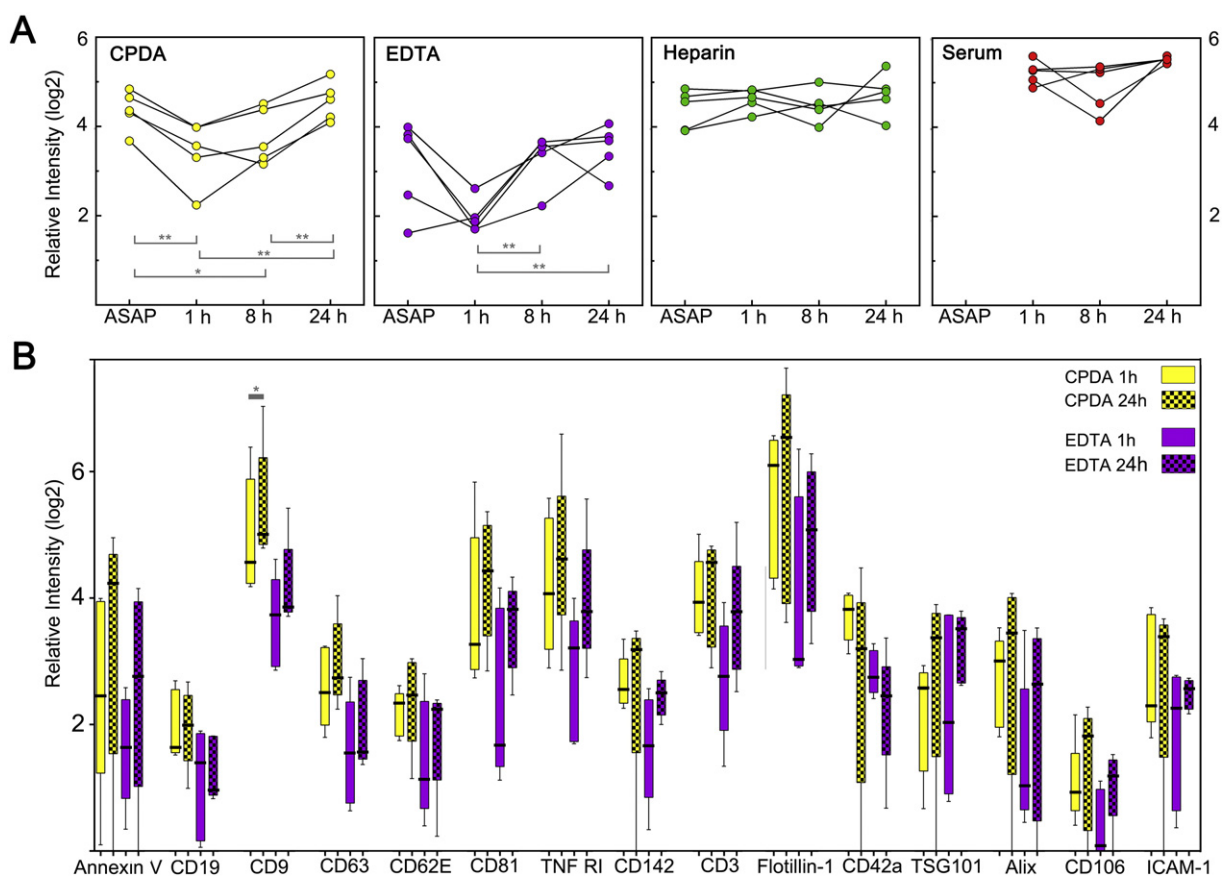 A
6 CPDA EDTA Heparin Serum 6
4 4
2 2
Relative Intensity (log2)
** **
**
*
**
**
ASAP 1 h 8 h 24 h ASAP 1 h 8 h 24 h ASAP 1 h 8 h 24 h ASAP 1 h 8 h 24 h
B
*
CPDA 1h
CPDA 24h
EDTA 1h
EDTA 24h
6
4
2
Relative Intensity (log2)
Annexin V CD19 CD9 CD63 CD62E CD81 TNF RI CD142 CD3 Flotillin-1 CD42a TSG101 Alix CD106 ICAM-1